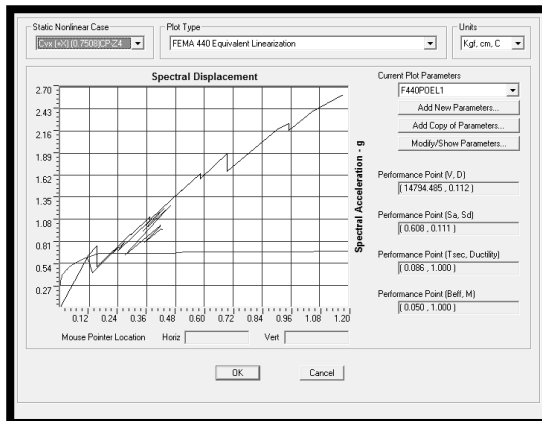 Static Nonlinear Case
Cvx (+X) (0.7508)CP-Z4
Plot Type
FEMA 440 Equivalent Linearization
Units
Kgf, cm, C
Spectral Displacement
2.70
2.43
2.16
1.89
1.62
1.35
1.08
0.81
0.54
0.27
0.12 0.24 0.36 0.48 0.60 0.72 0.84 0.96 1.08 1.20
Spectral Acceleration - g
Mouse Pointer Location Horiz Vert
Current Plot Parameters
F440POEL1
Add New Parameters...
Add Copy of Parameters...
Modify/Show Parameters...
Performance Point (V, D)
( 14794.485 , 0.112 )
Performance Point (Sa, Sd)
( 0.608 , 0.111 )
Performance Point (Tsec, Ductility)
( 0.086 , 1.000 )
Performance Point (Beff, M)
( 0.050 , 1.000 )
OK
Cancel